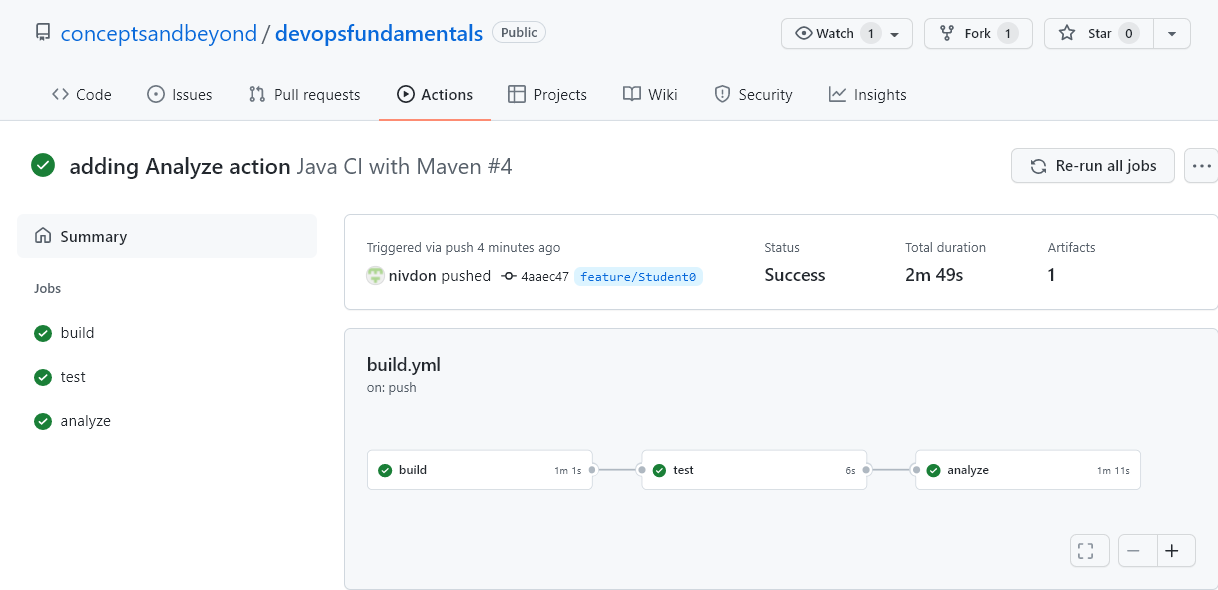 conceptsandbeyond / devopsfundamentals Public
Watch 1 Fork 1 Star 0
Code Issues Pull requests Actions Projects Wiki Security Insights
adding Analyze action Java CI with Maven #4
Re-run all jobs
Summary
Jobs
build
test
analyze
Triggered via push 4 minutes ago
nivdon pushed 4aaec47 feature/Student0
Status
Success
Total duration
2m 49s
Artifacts
1
build.yml
on: push
build 1m 1s
test 6s
analyze 1m 11s